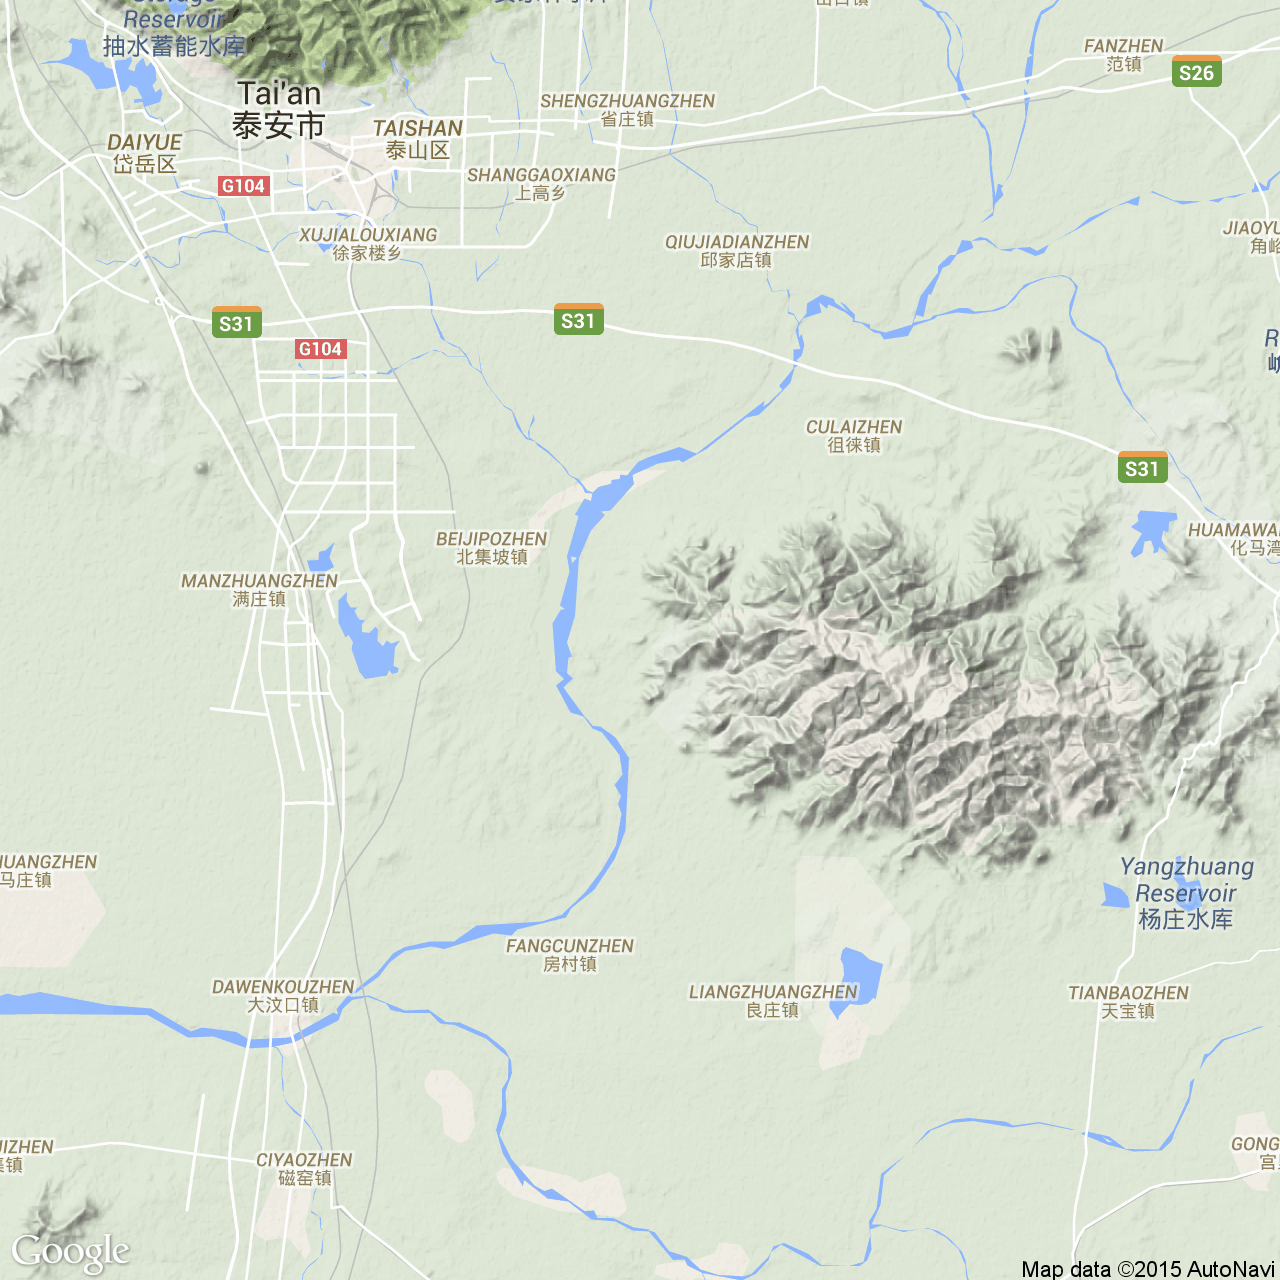 Reservoir
抽水蓄能水库
Tai'an
泰安市
DAIYUE
岱岳区
TAISHAN
泰山区
SHENGZHUANGZHEN
省庄镇
FANZHEN
范镇
S26
G104
SHANGGAOXIANG
上高乡
XUJIALOUXIANG
徐家楼乡
QIUJIADIANZHEN
邱家店镇
JIAOYU
角峪
S31
S31
G104
CULAIZHEN
徂徕镇
S31
BEIJIPOZHEN
北集坡镇
HUAMAWAN
化马湾
MANZHUANGZHEN
满庄镇
HUANGZHEN
马庄镇
Yangzhuang
Reservoir
杨庄水库
FANGCUNZHEN
房村镇
DAWENKOUZHEN
大汶口镇
LIANGZHUANGZHEN
良庄镇
TIANBAOZHEN
天宝镇
IZHEN
镇
CIYAOZHEN
磁窑镇
GONG
宫
Google
Map data ©2015 AutoNavi